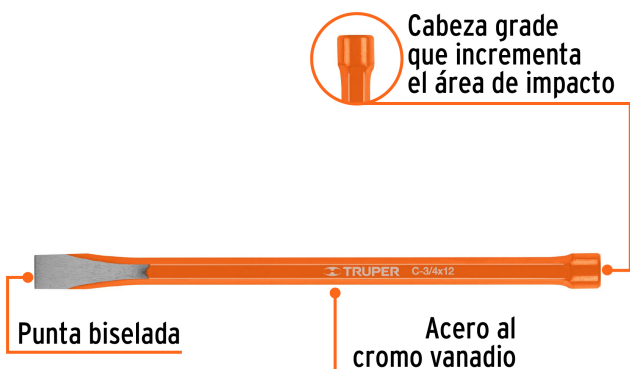 Cabeza grade
que incrementa
el área de impacto
TRUPER C-3/4x12
Punta biselada
Acero al
cromo vanadio